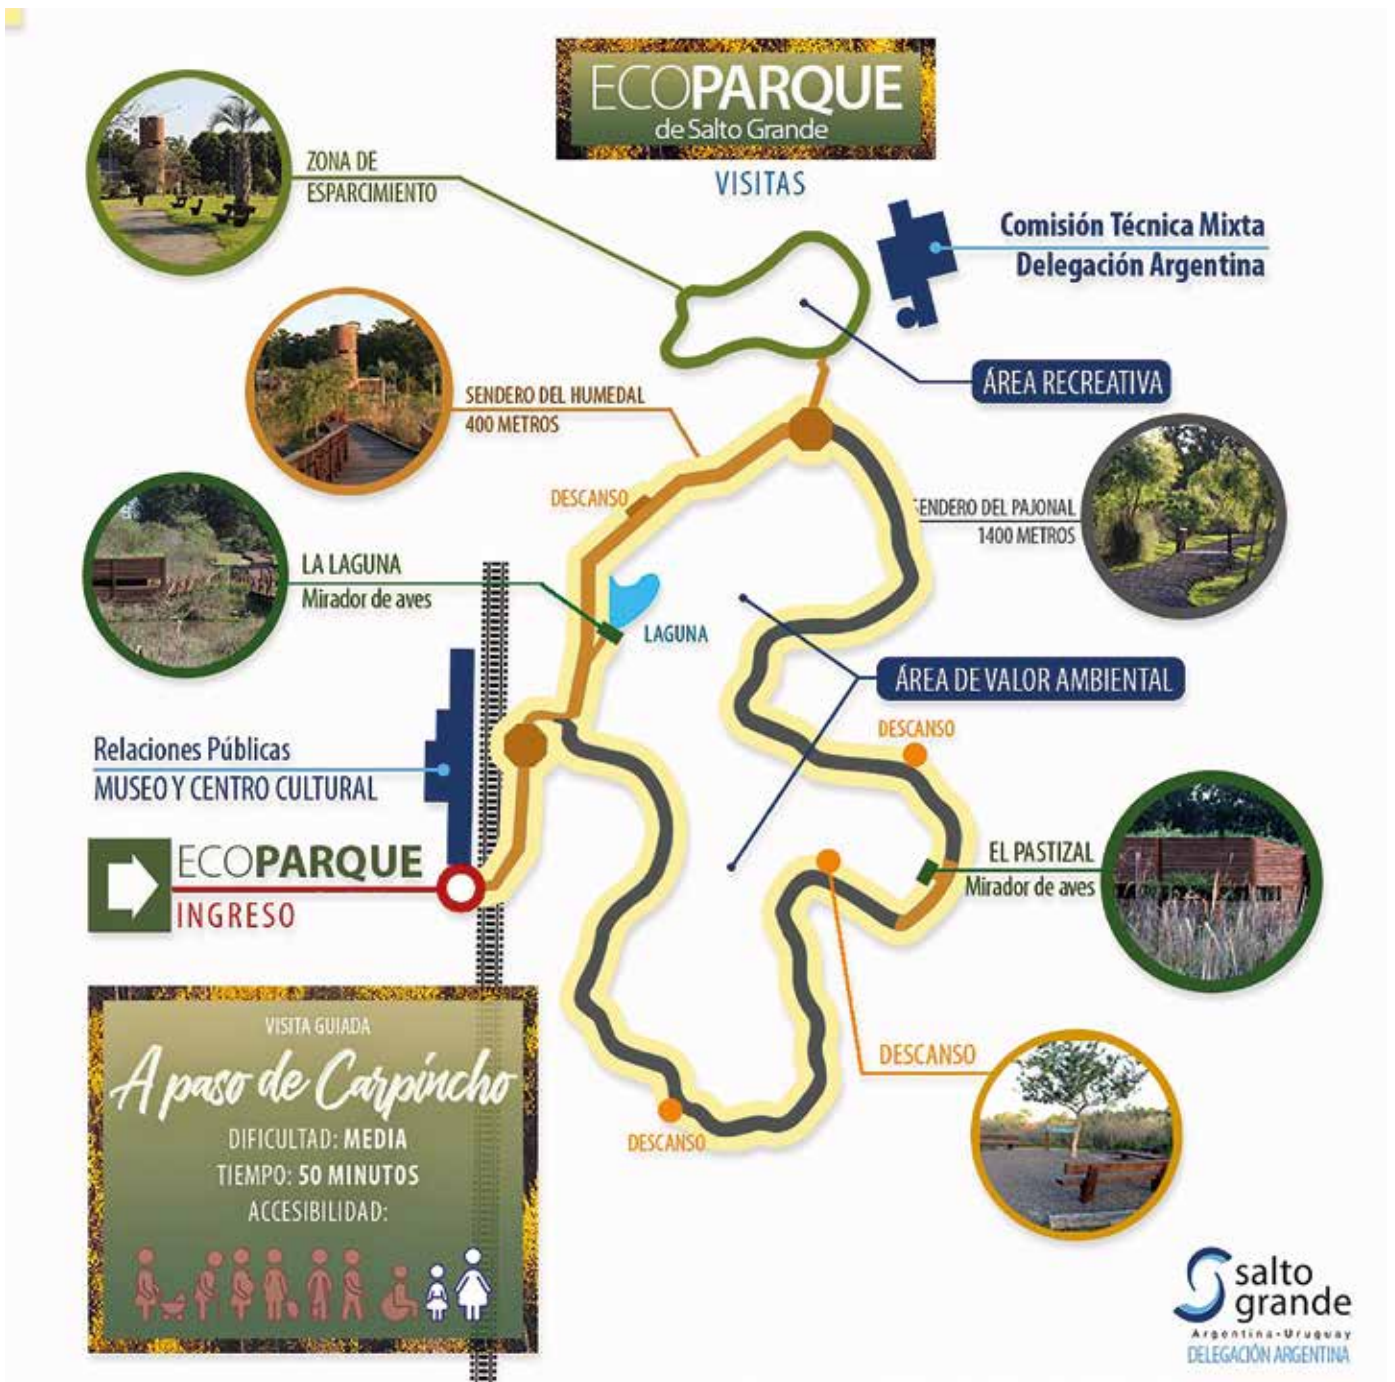 ECOPARQUE
de Salto Grande
VISITAS
ZONA DE
ESPARCIMIENTO
Comisión Técnica Mixta
Delegación Argentina
ÁREA RECREATIVA
SENDERO DEL HUMEDAL
400 METROS
DESCANSO
ENDERO DEL PAJONAL
1400 METROS
LA LAGUNA
Mirador de aves
LAGUNA
ÁREA DE VALOR AMBIENTAL
DESCANSO
Relaciones Públicas
MUSEO Y CENTRO CULTURAL
ECOPARQUE
INGRESO
EL PASTIZAL
Mirador de aves
DESCANSO
DESCANSO
VISITA GUIADA
A paso de Carpincho
DIFICULTAD: MEDIA
TIEMPO: 50 MINUTOS
ACCESIBILIDAD:
salto
grande
Argentina-Uruguay
DELEGACIÓN ARGENTINA